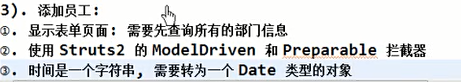 3). 添加员工:
①. 显示表单页面: 需要先查询所有的部门信息
②. 使用 Struts2 的 ModelDriven 和 Preparable 拦截器
③. 时间是一个字符串, 需要转为一个 Date 类型的对象